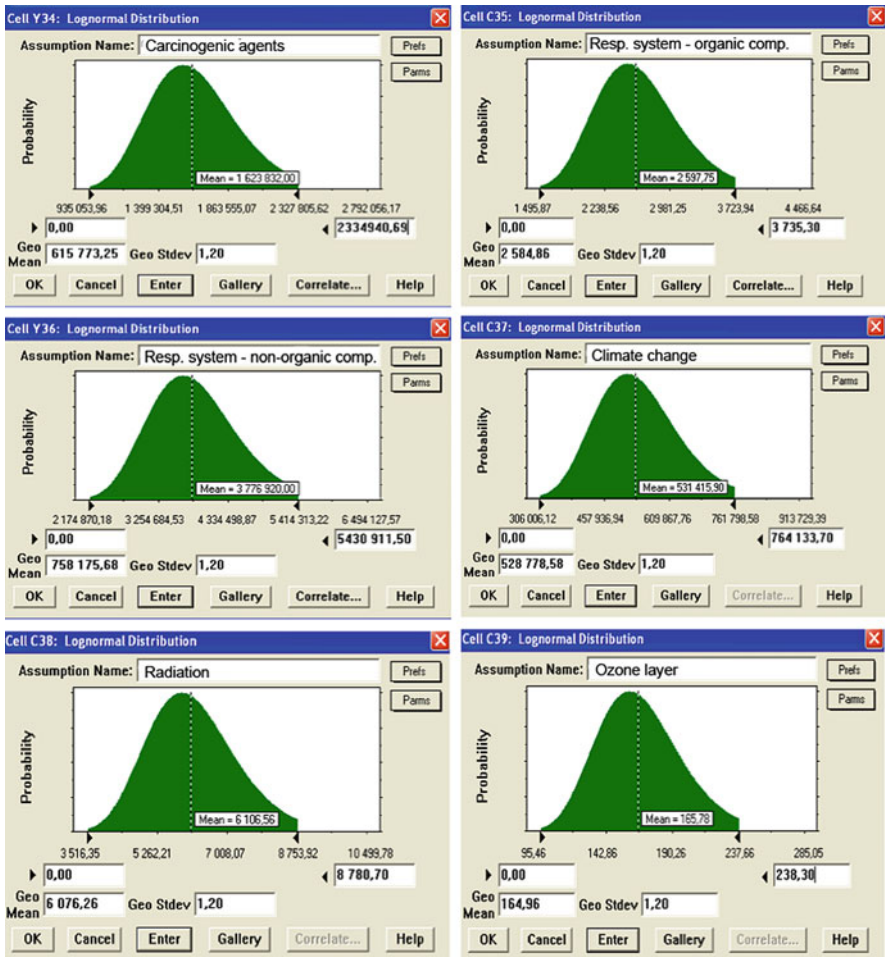 Cell Y34: Lognormal Distribution
Assumption Name: Carcinogenic agents Prefs
Parms
Probability
Mean = 1 623 832,00
935 053,96 1 399 304,51 1 863 555,07 2 327 805,62 2 792 056,17
0,00 2334940,69
Geo Mean 615 773,25 Geo Stdev 1,20
OK Cancel Enter Gallery Correlate... Help
Cell C35: Lognormal Distribution
Assumption Name: Resp. system - organic comp. Prefs
Parms
Probability
Mean = 2 597,75
1 495,87 2 238,56 2 981,25 3 723,94 4 466,64
0,00 3 735,30
Geo Mean 2 584,86 Geo Stdev 1,20
OK Cancel Enter Gallery Correlate... Help
Cell Y36: Lognormal Distribution
Assumption Name: Resp. system - non-organic comp. Prefs
Parms
Probability
Mean = 3 776 920,00
2 174 870,18 3 254 684,53 4 334 498,87 5 414 313,22 6 494 127,57
0,00 5430 911,50
Geo Mean 758 175,68 Geo Stdev 1,20
OK Cancel Enter Gallery Correlate... Help
Cell C37: Lognormal Distribution
Assumption Name: Climate change Prefs
Parms
Probability
Mean = 531 415,90
306 006,12 457 936,94 609 867,76 761 798,58 913 729,39
0,00 764 133,70
Geo Mean 528 778,58 Geo Stdev 1,20
OK Cancel Enter Gallery Correlate... Help
Cell C38: Lognormal Distribution
Assumption Name: Radiation Prefs
Parms
Probability
Mean = 6 106,56
3 516,35 5 262,21 7 008,07 8 753,92 10 499,78
0,00 8 780,70
Geo Mean 6 076,26 Geo Stdev 1,20
OK Cancel Enter Gallery Correlate... Help
Cell C39: Lognormal Distribution
Assumption Name: Ozone layer Prefs
Parms
Probability
Mean = 165,78
95,46 142,86 190,26 237,66 285,05
0,00 238,30
Geo Mean 164,96 Geo Stdev 1,20
OK Cancel Enter Gallery Correlate... Help